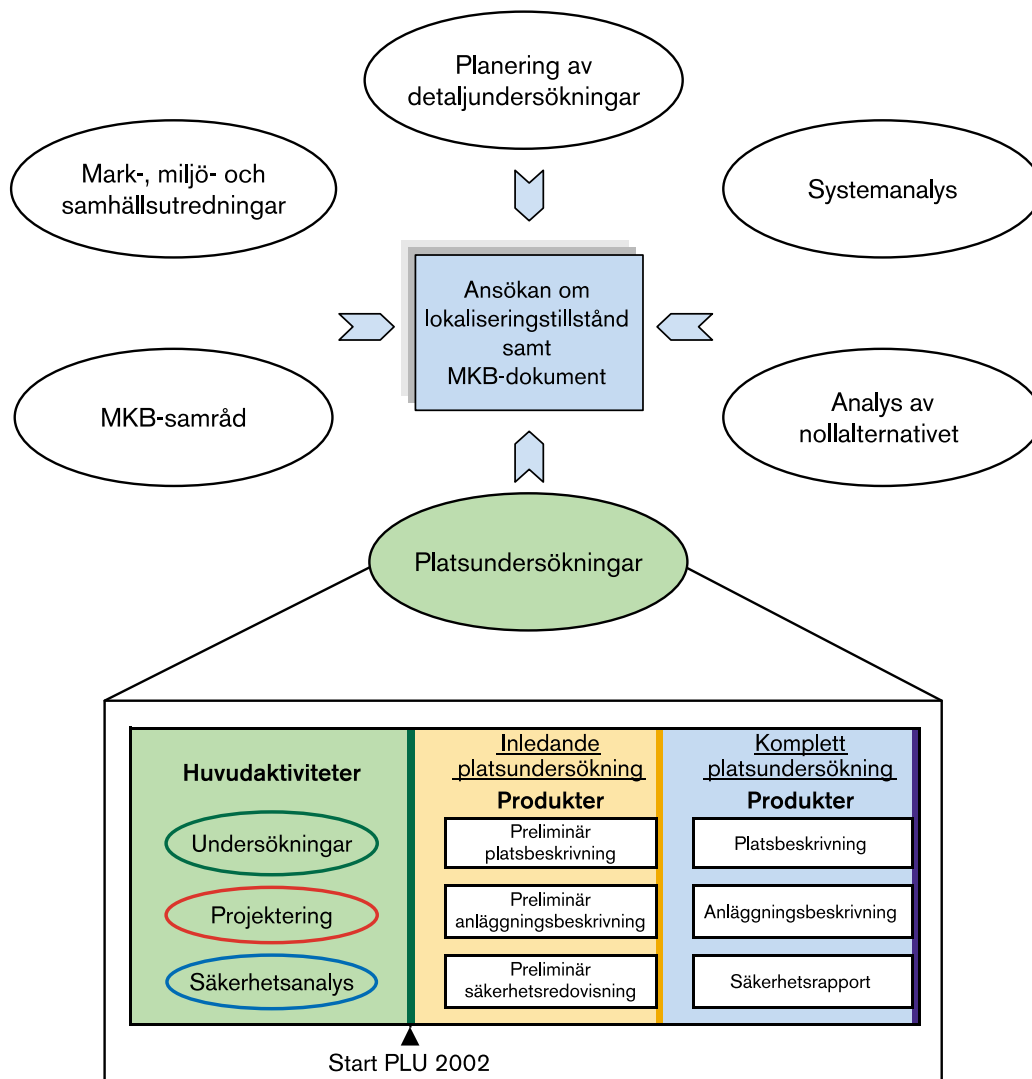 Planering av
detaljundersökningar
Mark-, miljö- och
samhällsutredningar
Systemanalys
Ansökan om
lokaliseringstillstånd
samt
MKB-dokument
MKB-samråd
Analys av
nollalternativet
Platsundersökningar
Huvudaktiviteter
Undersökningar
Projektering
Säkerhetsanalys
Inledande
platsundersökning
Produkter
Preliminär
platsbeskrivning
Preliminär
anläggningsbeskrivning
Preliminär
säkerhetsredovisning
Komplett
platsundersökning
Produkter
Platsbeskrivning
Anläggningsbeskrivning
Säkerhetsrapport
Start PLU 2002